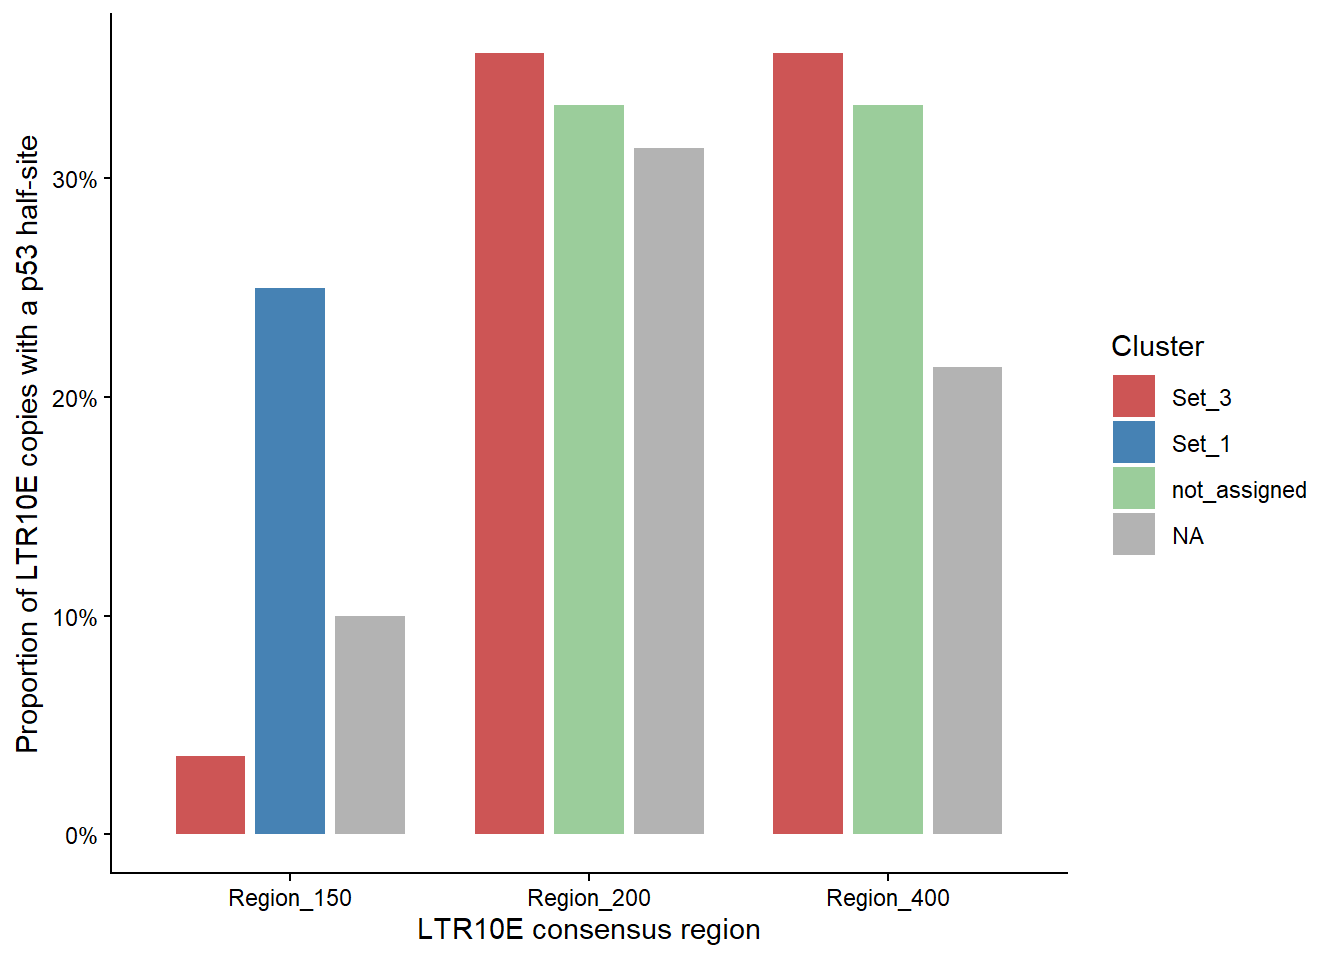 Proportion of LTR10E copies with a p53 half-site
30%
20%
10%
0%
Region_150
Region_200
Region_400
LTR10E consensus region
Cluster
Set_3
Set_1
not_assigned
NA